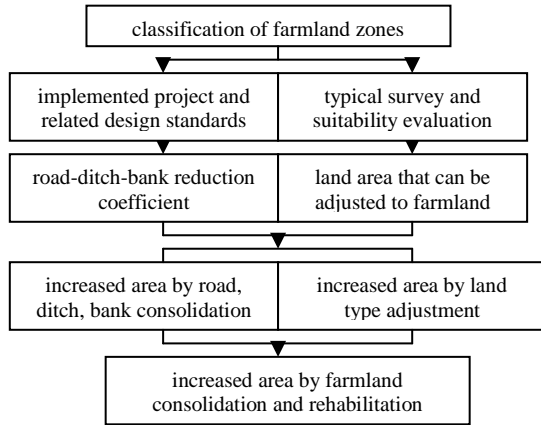 classification of farmland zones
implemented project and
related design standards
typical survey and
suitability evaluation
road-ditch-bank reduction
coefficient
land area that can be
adjusted to farmland
increased area by road,
ditch, bank consolidation
increased area by land
type adjustment
increased area by farmland
consolidation and rehabilitation